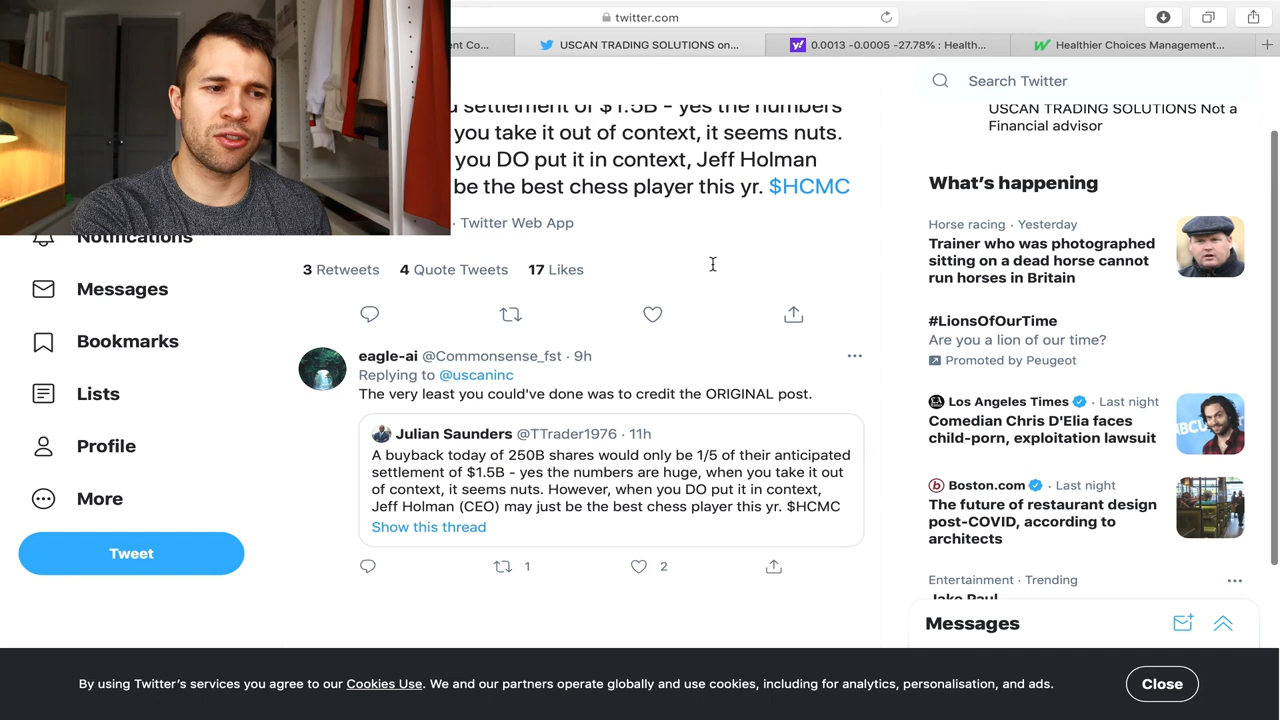 twitter.com
ent Co...
USCAN TRADING SOLUTIONS on...
0.0013 -0.0005 -27.78% : Health...
Healthier Choices Management...
settlement of $1.5B - yes the numbers
you take it out of context, it seems nuts.
you DO put it in context, Jeff Holman
be the best chess player this yr. $HCMC
· Twitter Web App
3 Retweets 4 Quote Tweets 17 Likes
eagle-ai @Commonsense_fst · 9h
Replying to @uscaninc
The very least you could've done was to credit the ORIGINAL post.
Julian Saunders @TTrader1976 · 11h
A buyback today of 250B shares would only be 1/5 of their anticipated
settlement of $1.5B - yes the numbers are huge, when you take it out
of context, it seems nuts. However, when you DO put it in context,
Jeff Holman (CEO) may just be the best chess player this yr. $HCMC
Show this thread
1
2
Notifications
Messages
Bookmarks
Lists
Profile
More
Tweet
Search Twitter
USCAN TRADING SOLUTIONS Not a
Financial advisor
What's happening
Horse racing · Yesterday
Trainer who was photographed
sitting on a dead horse cannot
run horses in Britain
#LionsOfOurTime
Are you a lion of our time?
Promoted by Peugeot
Los Angeles Times · Last night
Comedian Chris D'Elia faces
child-porn, exploitation lawsuit
Boston.com · Last night
The future of restaurant design
post-COVID, according to
architects
Entertainment · Trending
Jake Paul
Messages
By using Twitter's services you agree to our Cookies Use. We and our partners operate globally and use cookies, including for analytics, personalisation, and ads.
Close